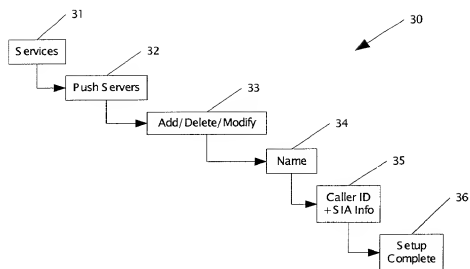 31
30
Services
32
Push Servers
33
Add/Delete/Modify
34
Name
35
Caller ID
+SIA Info
36
Setup
Complete